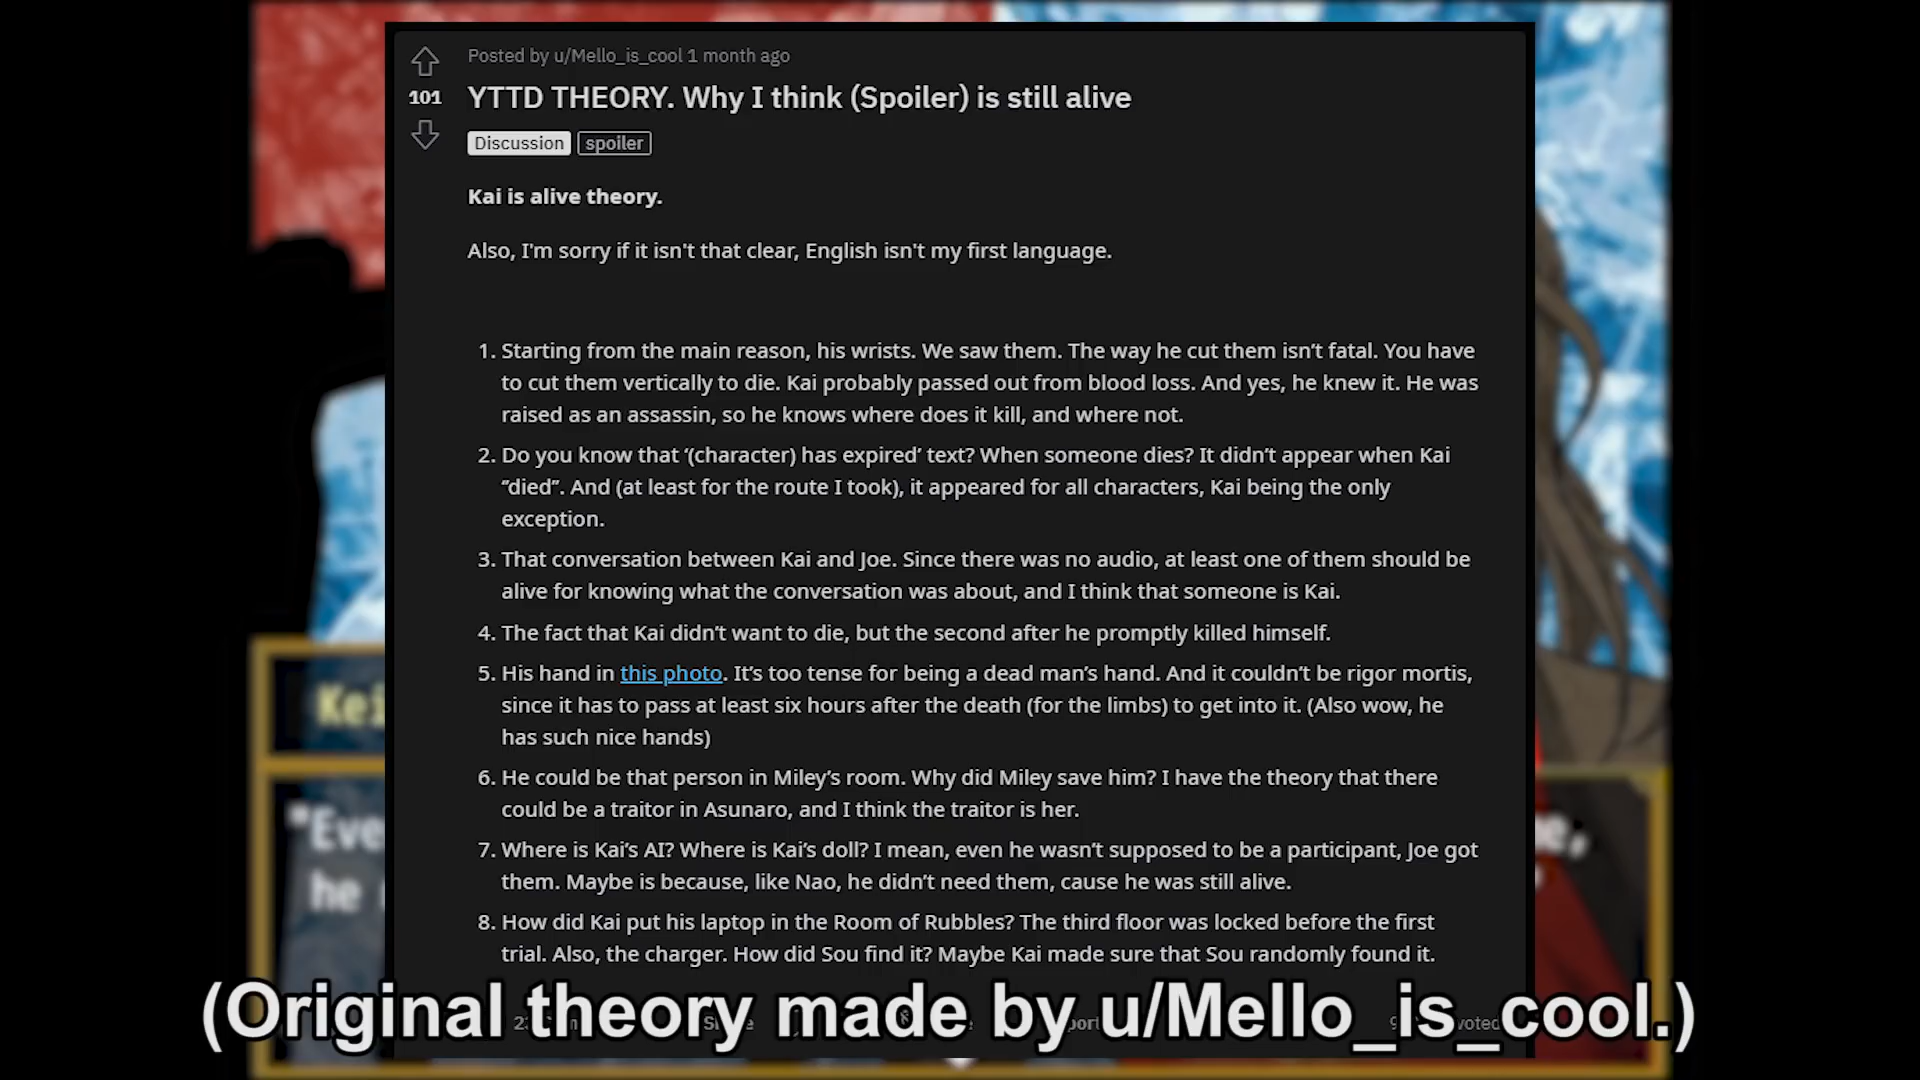 Posted by u/Mello_is_cool 1 month ago
101
YTTD THEORY. Why I think (Spoiler) is still alive
Discussion spoiler
Kai is alive theory.
Also, I'm sorry if it isn't that clear, English isn't my first language.
1. Starting from the main reason, his wrists. We saw them. The way he cut them isn’t fatal. You have
to cut them vertically to die. Kai probably passed out from blood loss. And yes, he knew it. He was
raised as an assassin, so he knows where does it kill, and where not.
2. Do you know that ‘(character) has expired’ text? When someone dies? It didn’t appear when Kai
“died”. And (at least for the route I took), it appeared for all characters, Kai being the only
exception.
3. That conversation between Kai and Joe. Since there was no audio, at least one of them should be
alive for knowing what the conversation was about, and I think that someone is Kai.
4. The fact that Kai didn’t want to die, but the second after he promptly killed himself.
5. His hand in this photo. It’s too tense for being a dead man’s hand. And it couldn’t be rigor mortis,
since it has to pass at least six hours after the death (for the limbs) to get into it. (Also wow, he
has such nice hands)
6. He could be that person in Miley’s room. Why did Miley save him? I have the theory that there
could be a traitor in Asunaro, and I think the traitor is her.
7. Where is Kai’s AI? Where is Kai’s doll? I mean, even he wasn’t supposed to be a participant, Joe got
them. Maybe is because, like Nao, he didn’t need them, cause he was still alive.
8. How did Kai put his laptop in the Room of Rubbles? The third floor was locked before the first
trial. Also, the charger. How did Sou find it? Maybe Kai made sure that Sou randomly found it.
(Original theory made by u/Mello_is_cool.)
Kei
"Eve
he